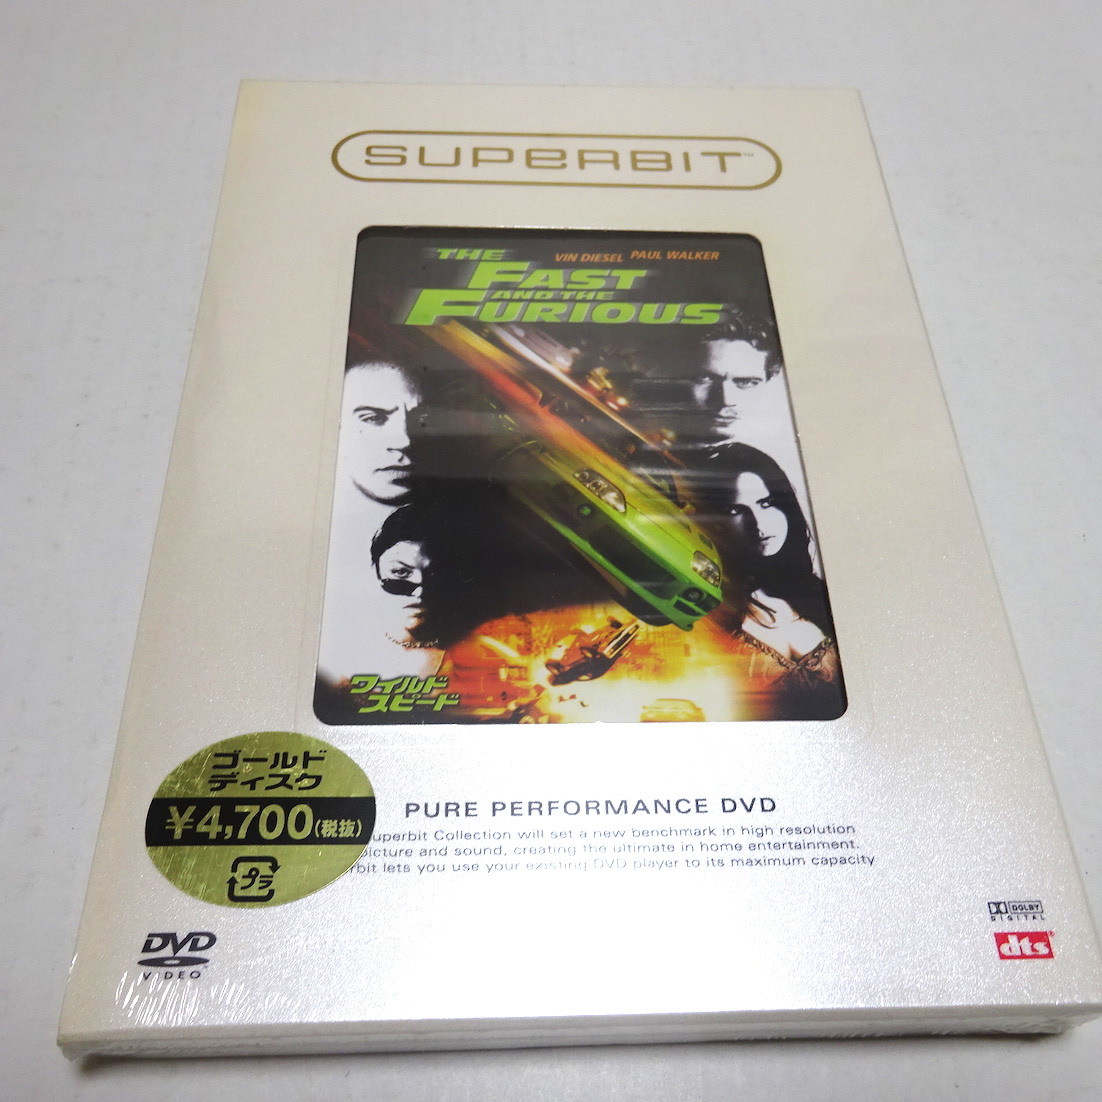 SUPERBIT™
VIN DIESEL PAUL WALKER
THE
FAST
AND THE
FURIOUS
ワイルド
スピード
ゴールド
ディスク
¥4,700(税抜)
プラ
PURE PERFORMANCE DVD
uperbit Collection will set a new benchmark in high resolution
picture and sound, creating the ultimate in home entertainment.
rbit lets you use your existing DVD player to its maximum capacity
DVD
VIDEO
DOLBY
DIGITAL
dts